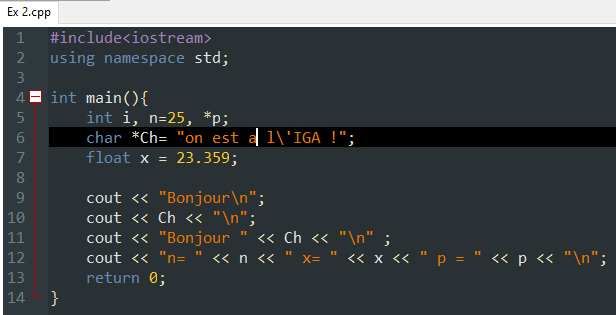 Ex 2.cpp
1 #include<iostream>
2 using namespace std;
3
4 int main(){
5 int i, n=25, *p;
6 char *Ch= "on est a l\'IGA !";
7 float x = 23.359;
8
9 cout << "Bonjour\n";
10 cout << Ch << "\n";
11 cout << "Bonjour " << Ch << "\n" ;
12 cout << "n= " << n << " x= " << x << " p = " << p << "\n";
13 return 0;
14 }